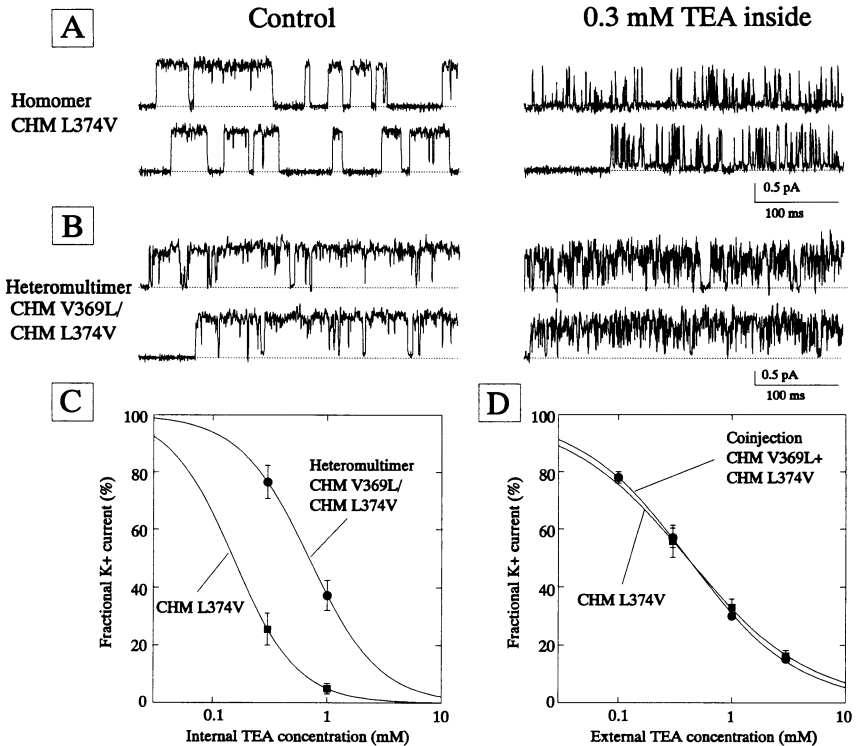 A
Control
0.3 mM TEA inside
Homomer
CHM L374V
0.5 pA
100 ms
B
Heteromultimer
CHM V369L/
CHM L374V
0.5 pA
100 ms
C
100
80
60
40
20
0
0.1
1
10
Fractional K+ current (%)
Internal TEA concentration (mM)
Heteromultimer
CHM V369L/
CHM L374V
CHM L374V
D
100
80
60
40
20
0
0.1
1
10
Fractional K+ current (%)
External TEA concentration (mM)
Coinjection
CHM V369L+
CHM L374V
CHM L374V